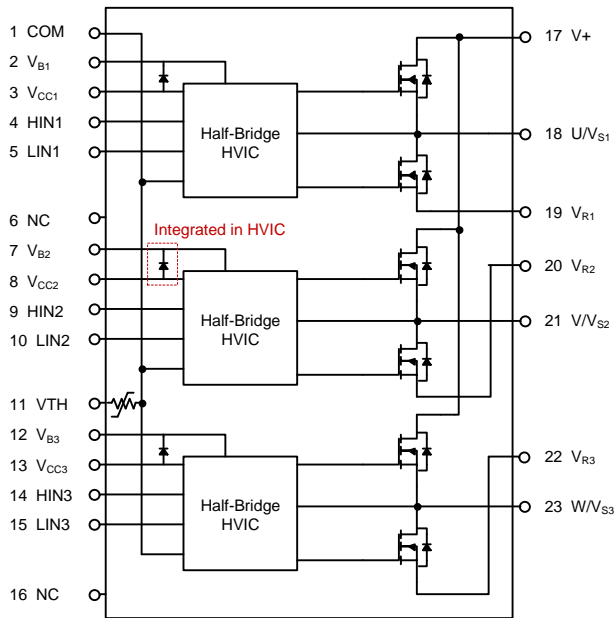 1 COM
2 VB1
3 VCC1
4 HIN1
5 LIN1
6 NC
7 VB2
8 VCC2
9 HIN2
10 LIN2
11 VTH
12 VB3
13 VCC3
14 HIN3
15 LIN3
16 NC
Half-Bridge
HVIC
Integrated in HVIC
Half-Bridge
HVIC
Half-Bridge
HVIC
17 V+
18 U/VS1
19 VR1
20 VR2
21 V/VS2
22 VR3
23 W/VS3